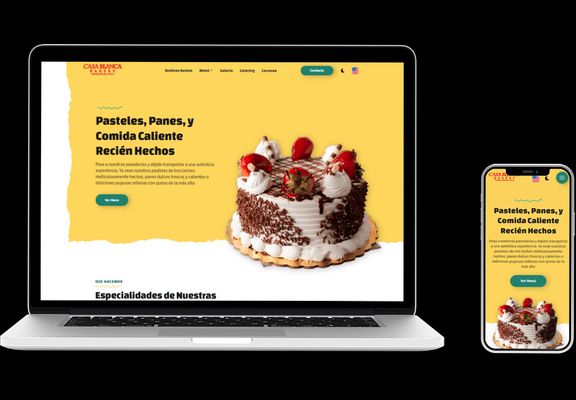 CASA BLANCA
BAKERY
Quiénes Somos Menú Galería Catering Carreras Contacto
Pasteles, Panes, y
Comida Caliente
Recién Hechos
Pasa a nuestras panaderías y déjate transportar a una auténtica
experiencia. Ya sean nuestros pasteles de tres leches
meticulosamente hechos, panes dulces frescos y calientes o
deliciosas pupusas rellenas con queso de la más alta
Ver Menú
QUE HACEMOS
Especialidades de Nuestras
CASA BLANCA
BAKERY
Pasteles, Panes, y
Comida Caliente
Recién Hechos
Pasa a nuestras panaderías y déjate transportar
a una auténtica experiencia. Ya sean nuestros
pasteles de tres leches meticulosamente hechos,
panes dulces frescos y calientes o deliciosas
pupusas rellenas con queso de la más alta
Ver Menú